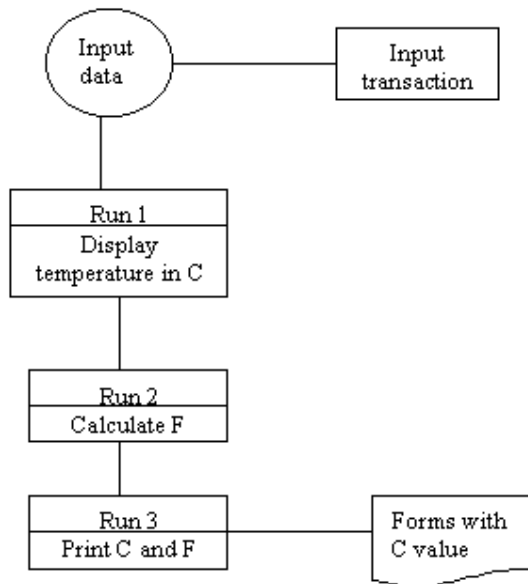 Input
data
Input
transaction
Run 1
Display
temperature in C
Run 2
Calculate F
Run 3
Print C and F
Forms with
C value